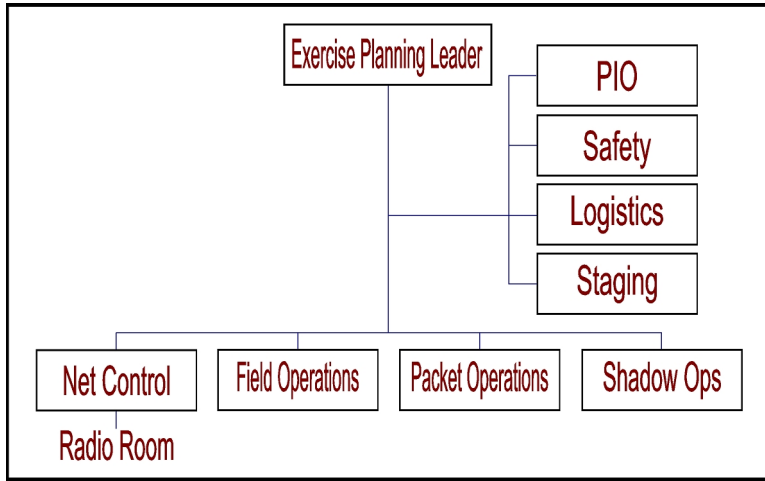 Exercise Planning Leader
PIO
Safety
Logistics
Staging
Net Control
Field Operations
Packet Operations
Shadow Ops
Radio Room